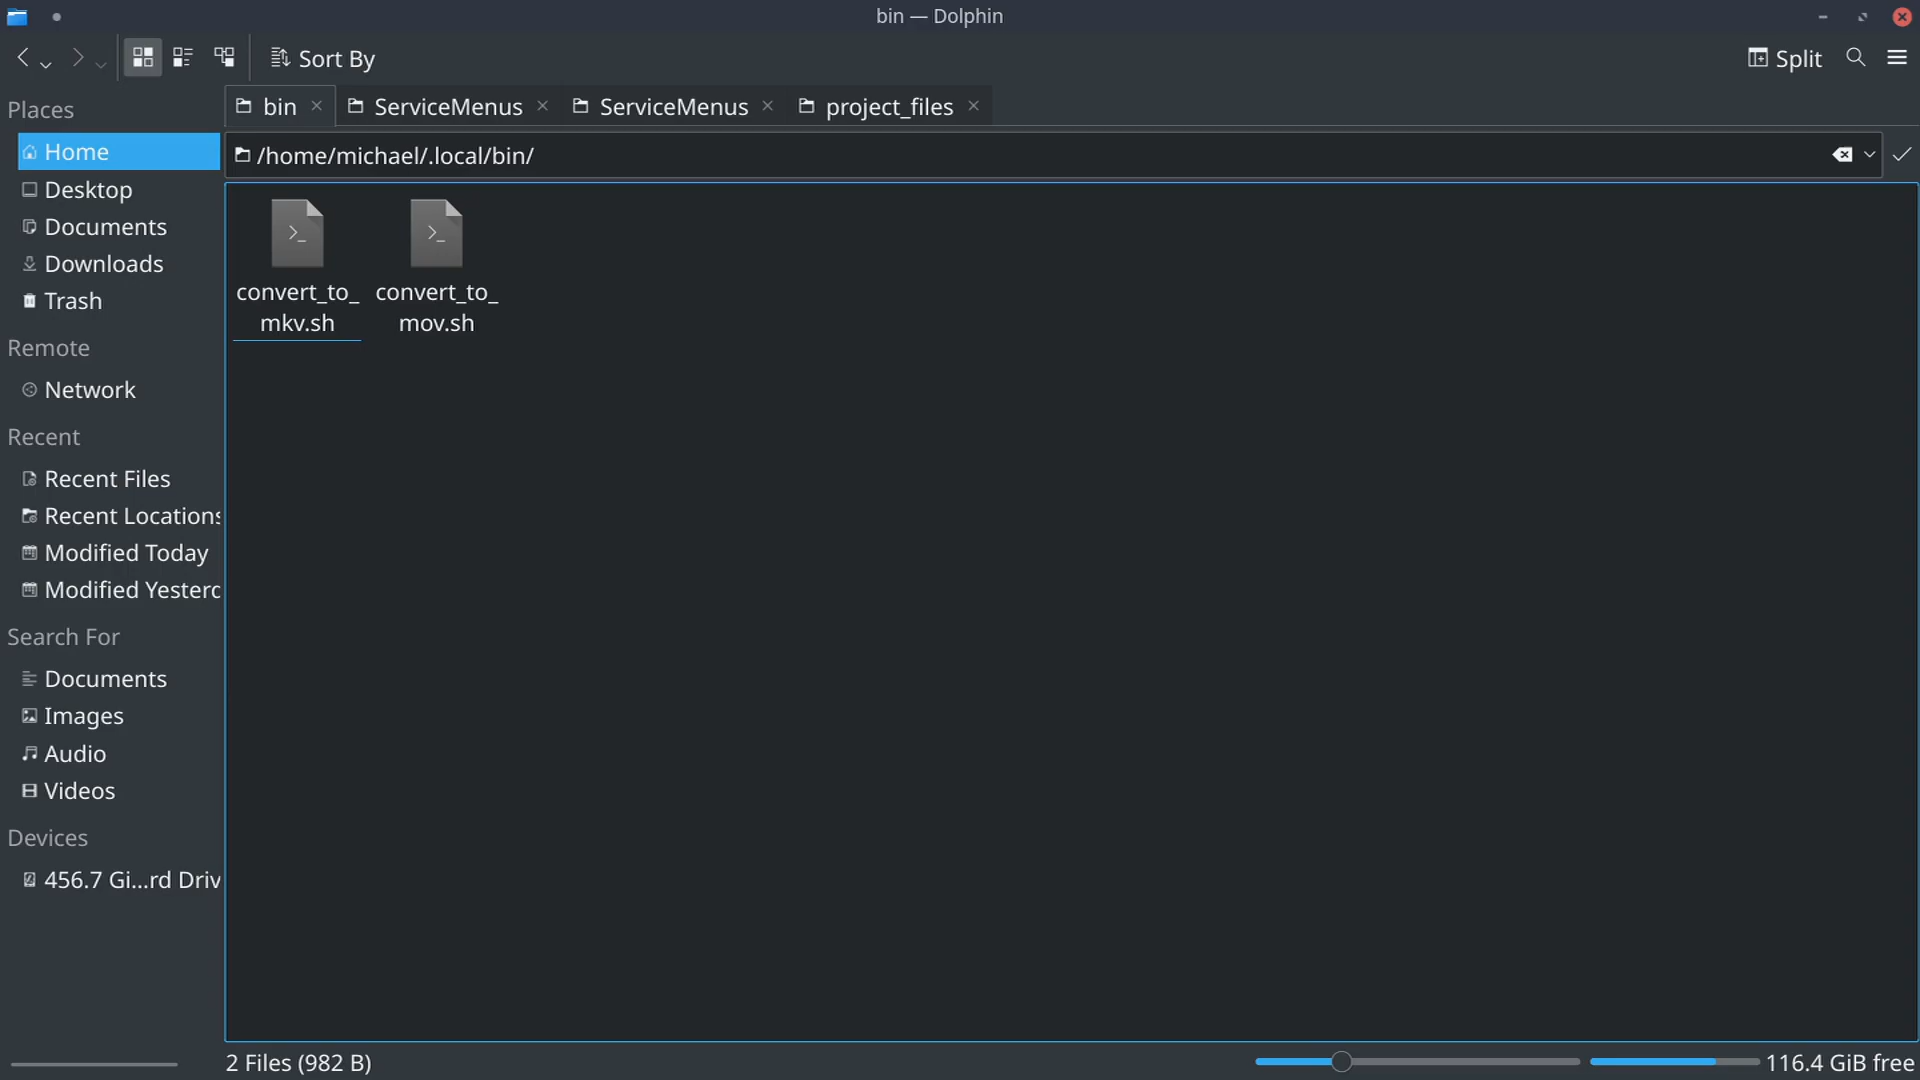 bin — Dolphin
Sort By
Split
bin
ServiceMenus
ServiceMenus
project_files
/home/michael/.local/bin/
Places
Home
Desktop
Documents
Downloads
Trash
Remote
Network
Recent
Recent Files
Recent Locations
Modified Today
Modified Yesterd
Search For
Documents
Images
Audio
Videos
Devices
456.7 Gi...rd Driv
convert_to_
mkv.sh
convert_to_
mov.sh
2 Files (982 B)
116.4 GiB free